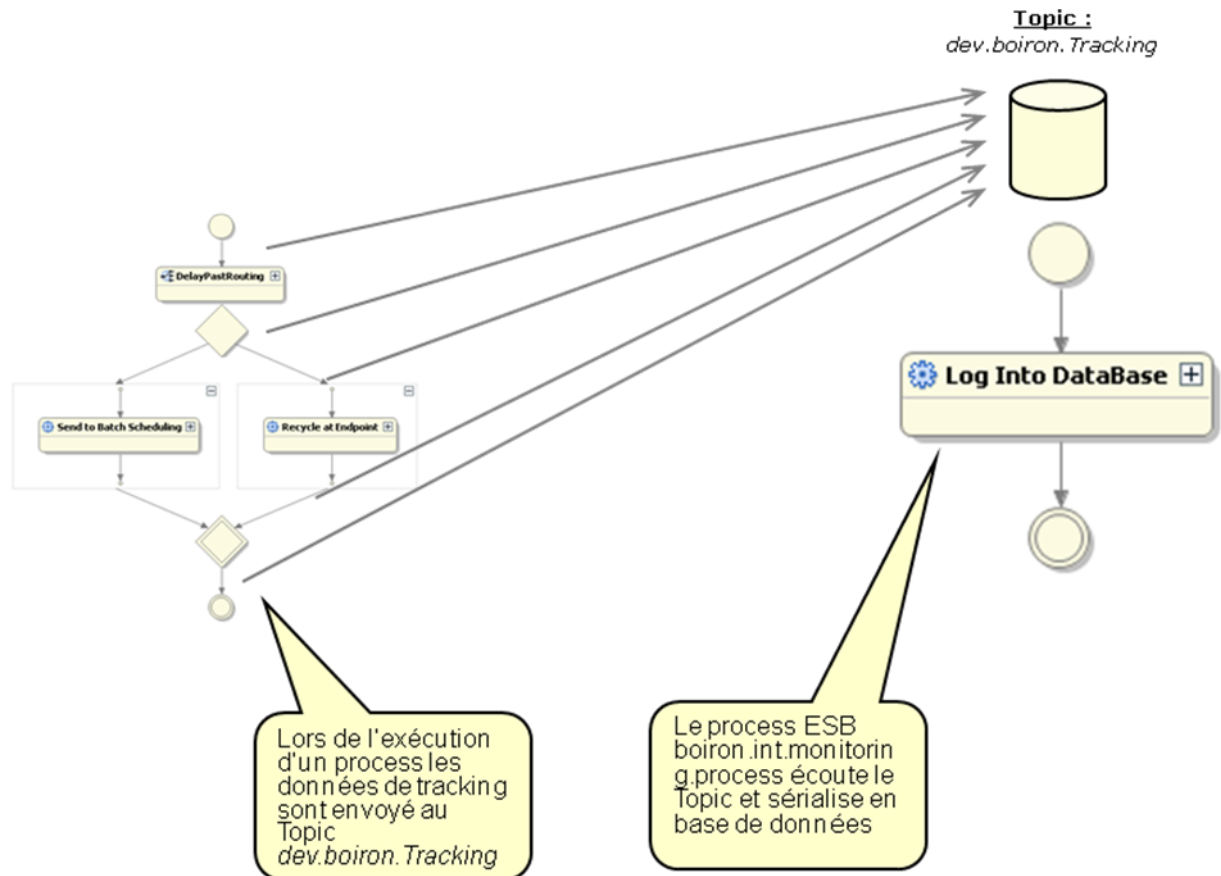 Topic :
dev.boiron.Tracking
DelayPastRouting
Send to Batch Scheduling
Recycle at Endpoint
Log Into DataBase
Lors de l'exécution
d'un process les
données de tracking
sont envoyé au
Topic
dev.boiron.Tracking
Le process ESB
boiron.int.monitorin
g.process écoute le
Topic et sérialise en
base de données